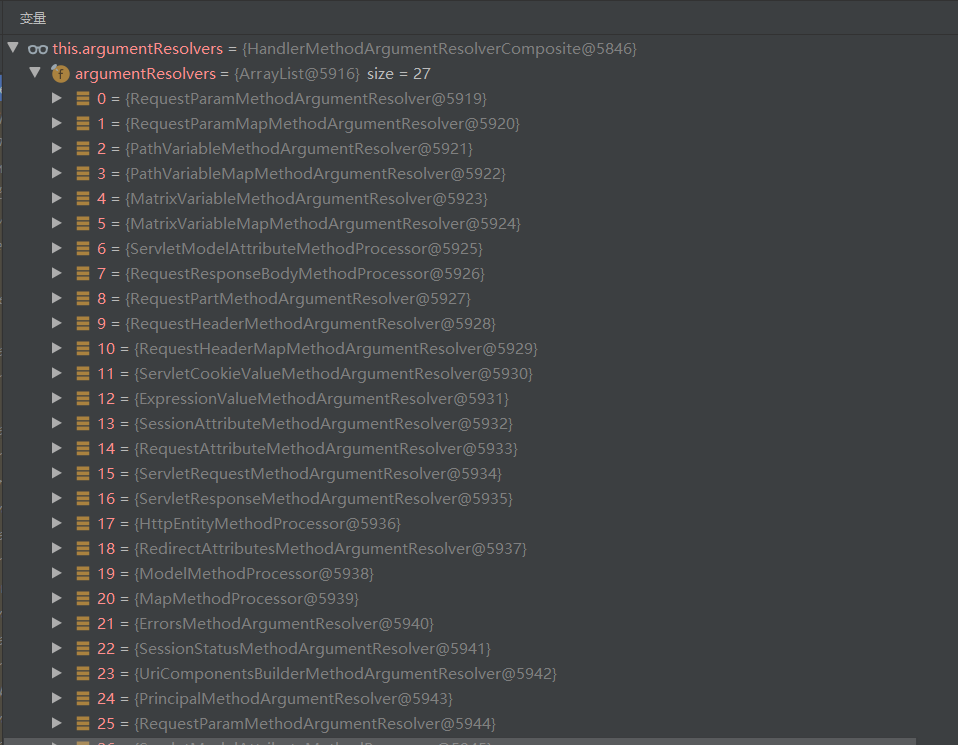 变量
this.argumentResolvers = {HandlerMethodArgumentResolverComposite@5846}
f argumentResolvers = {ArrayList@5916} size = 27
0 = {RequestParamMethodArgumentResolver@5919}
1 = {RequestParamMapMethodArgumentResolver@5920}
2 = {PathVariableMethodArgumentResolver@5921}
3 = {PathVariableMapMethodArgumentResolver@5922}
4 = {MatrixVariableMethodArgumentResolver@5923}
5 = {MatrixVariableMapMethodArgumentResolver@5924}
6 = {ServletModelAttributeMethodProcessor@5925}
7 = {RequestResponseBodyMethodProcessor@5926}
8 = {RequestPartMethodArgumentResolver@5927}
9 = {RequestHeaderMethodArgumentResolver@5928}
10 = {RequestHeaderMapMethodArgumentResolver@5929}
11 = {ServletCookieValueMethodArgumentResolver@5930}
12 = {ExpressionValueMethodArgumentResolver@5931}
13 = {SessionAttributeMethodArgumentResolver@5932}
14 = {RequestAttributeMethodArgumentResolver@5933}
15 = {ServletRequestMethodArgumentResolver@5934}
16 = {ServletResponseMethodArgumentResolver@5935}
17 = {HttpEntityMethodProcessor@5936}
18 = {RedirectAttributesMethodArgumentResolver@5937}
19 = {ModelMethodProcessor@5938}
20 = {MapMethodProcessor@5939}
21 = {ErrorsMethodArgumentResolver@5940}
22 = {SessionStatusMethodArgumentResolver@5941}
23 = {UriComponentsBuilderMethodArgumentResolver@5942}
24 = {PrincipalMethodArgumentResolver@5943}
25 = {RequestParamMethodArgumentResolver@5944}